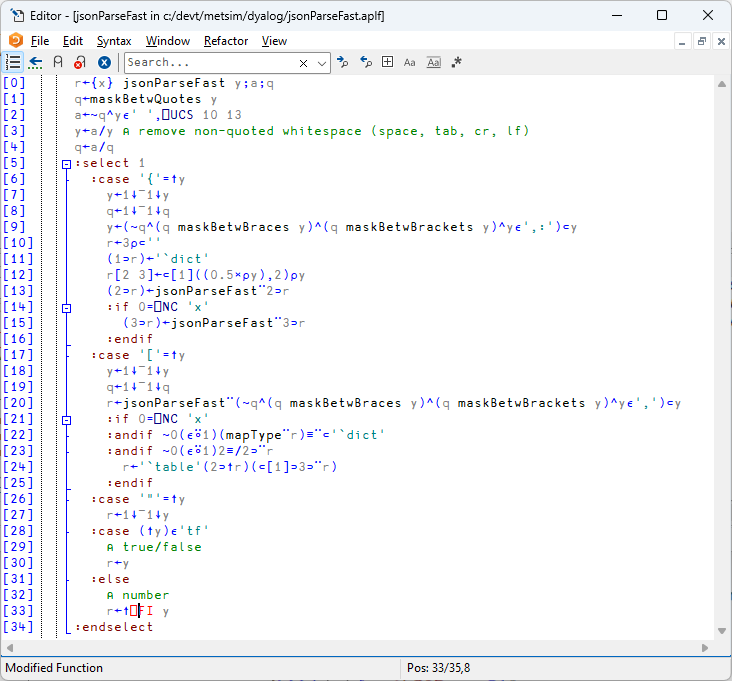 Editor - [jsonParseFast in c:/devt/metsim/dyalog/jsonParseFast.aplf]
File Edit Syntax Window Refactor View
Search... Aa Aa
[0] r←{x} jsonParseFast y;a;q
[1] q←maskBetwQuotes y
[2] a←~q^y∊' ',⎕UCS 10 13
[3] y←a/y ⍝ remove non-quoted whitespace (space, tab, cr, lf)
[4] q←a/q
[5] :select 1
[6] :case '{'=↑y
[7] y←1↓¯1↓y
[8] q←1↓¯1↓q
[9] y←(~q^(q maskBetwBraces y)^(q maskBetwBrackets y)^y∊',:')⊂y
[10] r←3⍴⊂''
[11] (1⊃r)←'`dict'
[12] r[2 3]←⊂[1]((0.5×⍴y),2)⍴y
[13] (2⊃r)←jsonParseFast¨2⊃r
[14] :if 0=⎕NC 'x'
[15] (3⊃r)←jsonParseFast¨3⊃r
[16] :endif
[17] :case '['=↑y
[18] y←1↓¯1↓y
[19] q←1↓¯1↓q
[20] r←jsonParseFast¨(~q^(q maskBetwBraces y)^(q maskBetwBrackets y)^y∊',')⊂y
[21] :if 0=⎕NC 'x'
[22] :andif ~0(∊⍤1)(mapType¨r)≡¨⊂'`dict'
[23] :andif ~0(∊⍤1)2≡/2⊃¨r
[24] r←'`table'(2⊃↑r)(⊂[1]⊃3⊃¨r)
[25] :endif
[26] :case '"'=↑y
[27] r←1↓¯1↓y
[28] :case (↑y)∊'tf'
[29] ⍝ true/false
[30] r←y
[31] :else
[32] ⍝ number
[33] r←↑⎕FI y
[34] :endselect
Modified Function Pos: 33/35,8